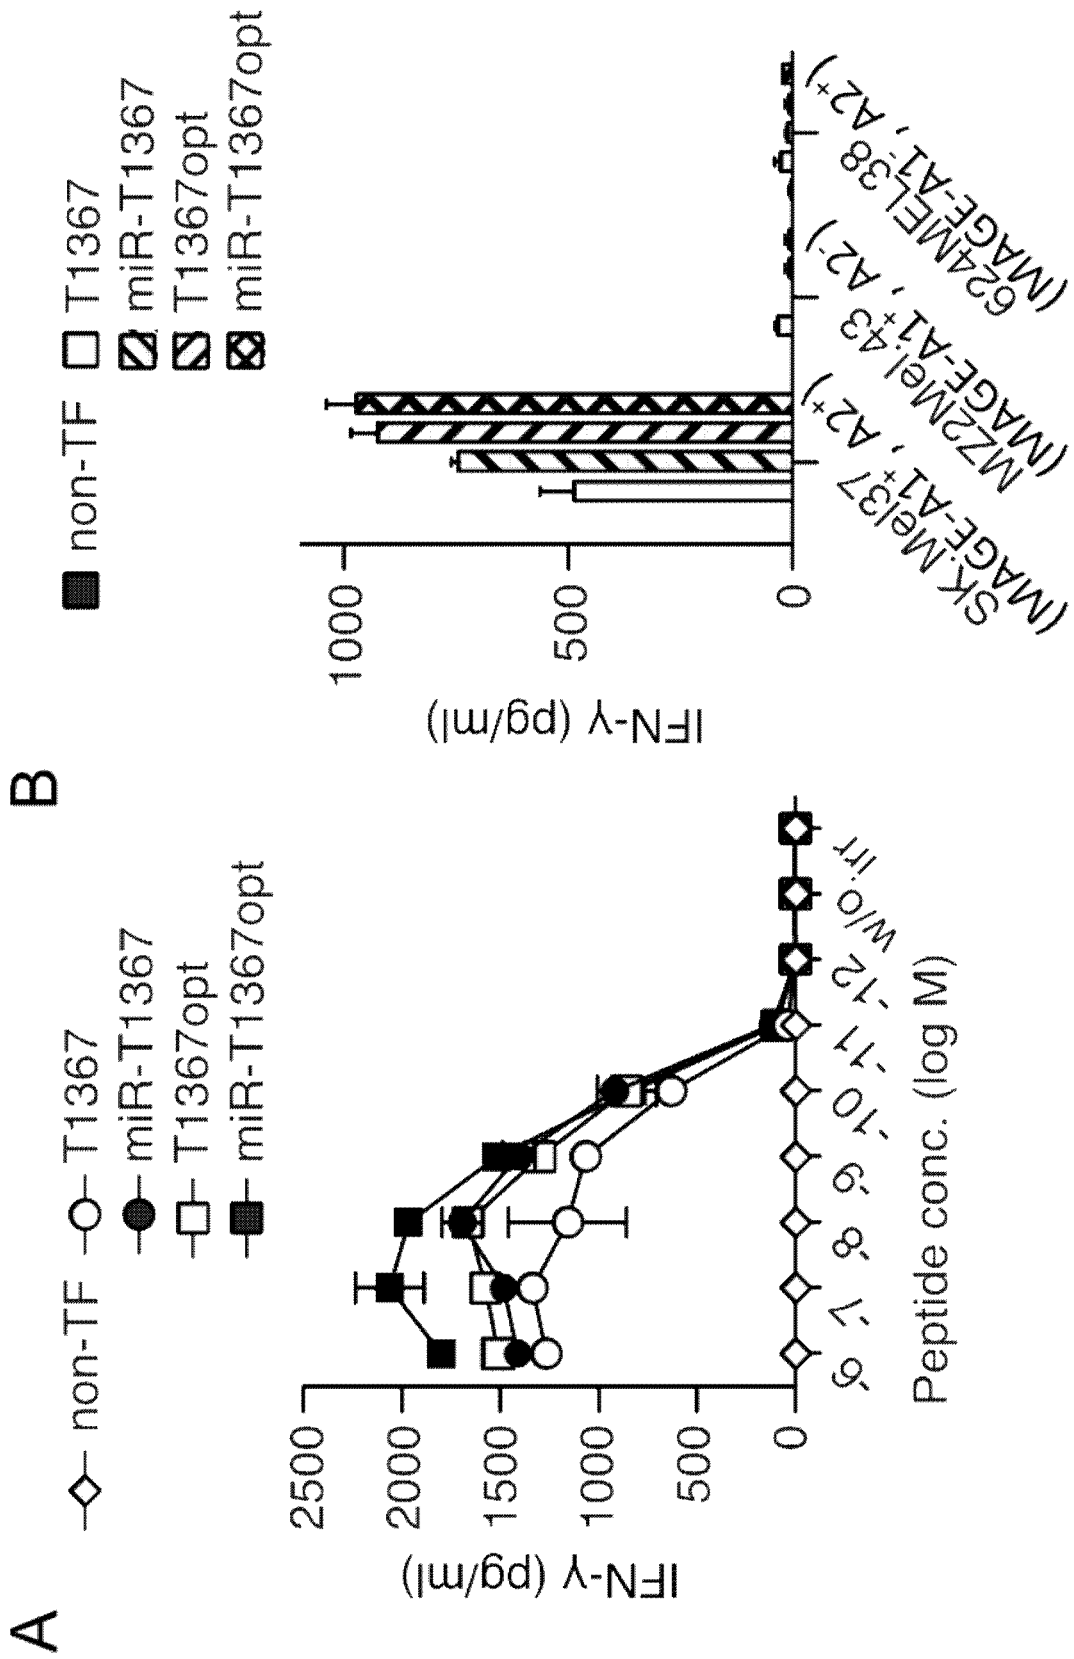 A
non-TF
T1367
miR-T1367
T1367opt
miR-T1367opt
IFN-γ (pg/ml)
2500
2000
1500
1000
500
0
-6
-7
-8
-9
-10
-11
-12
w/o
irr
Peptide conc. (log M)
B
non-TF
T1367
miR-T1367
T1367opt
miR-T1367opt
IFN-γ (pg/ml)
1000
500
0
SK.Mel37
(MAGE-A1+, A2+)
MZ2Mel.43
(MAGE-A1+, A2-)
624MEL38
(MAGE-A1-, A2+)